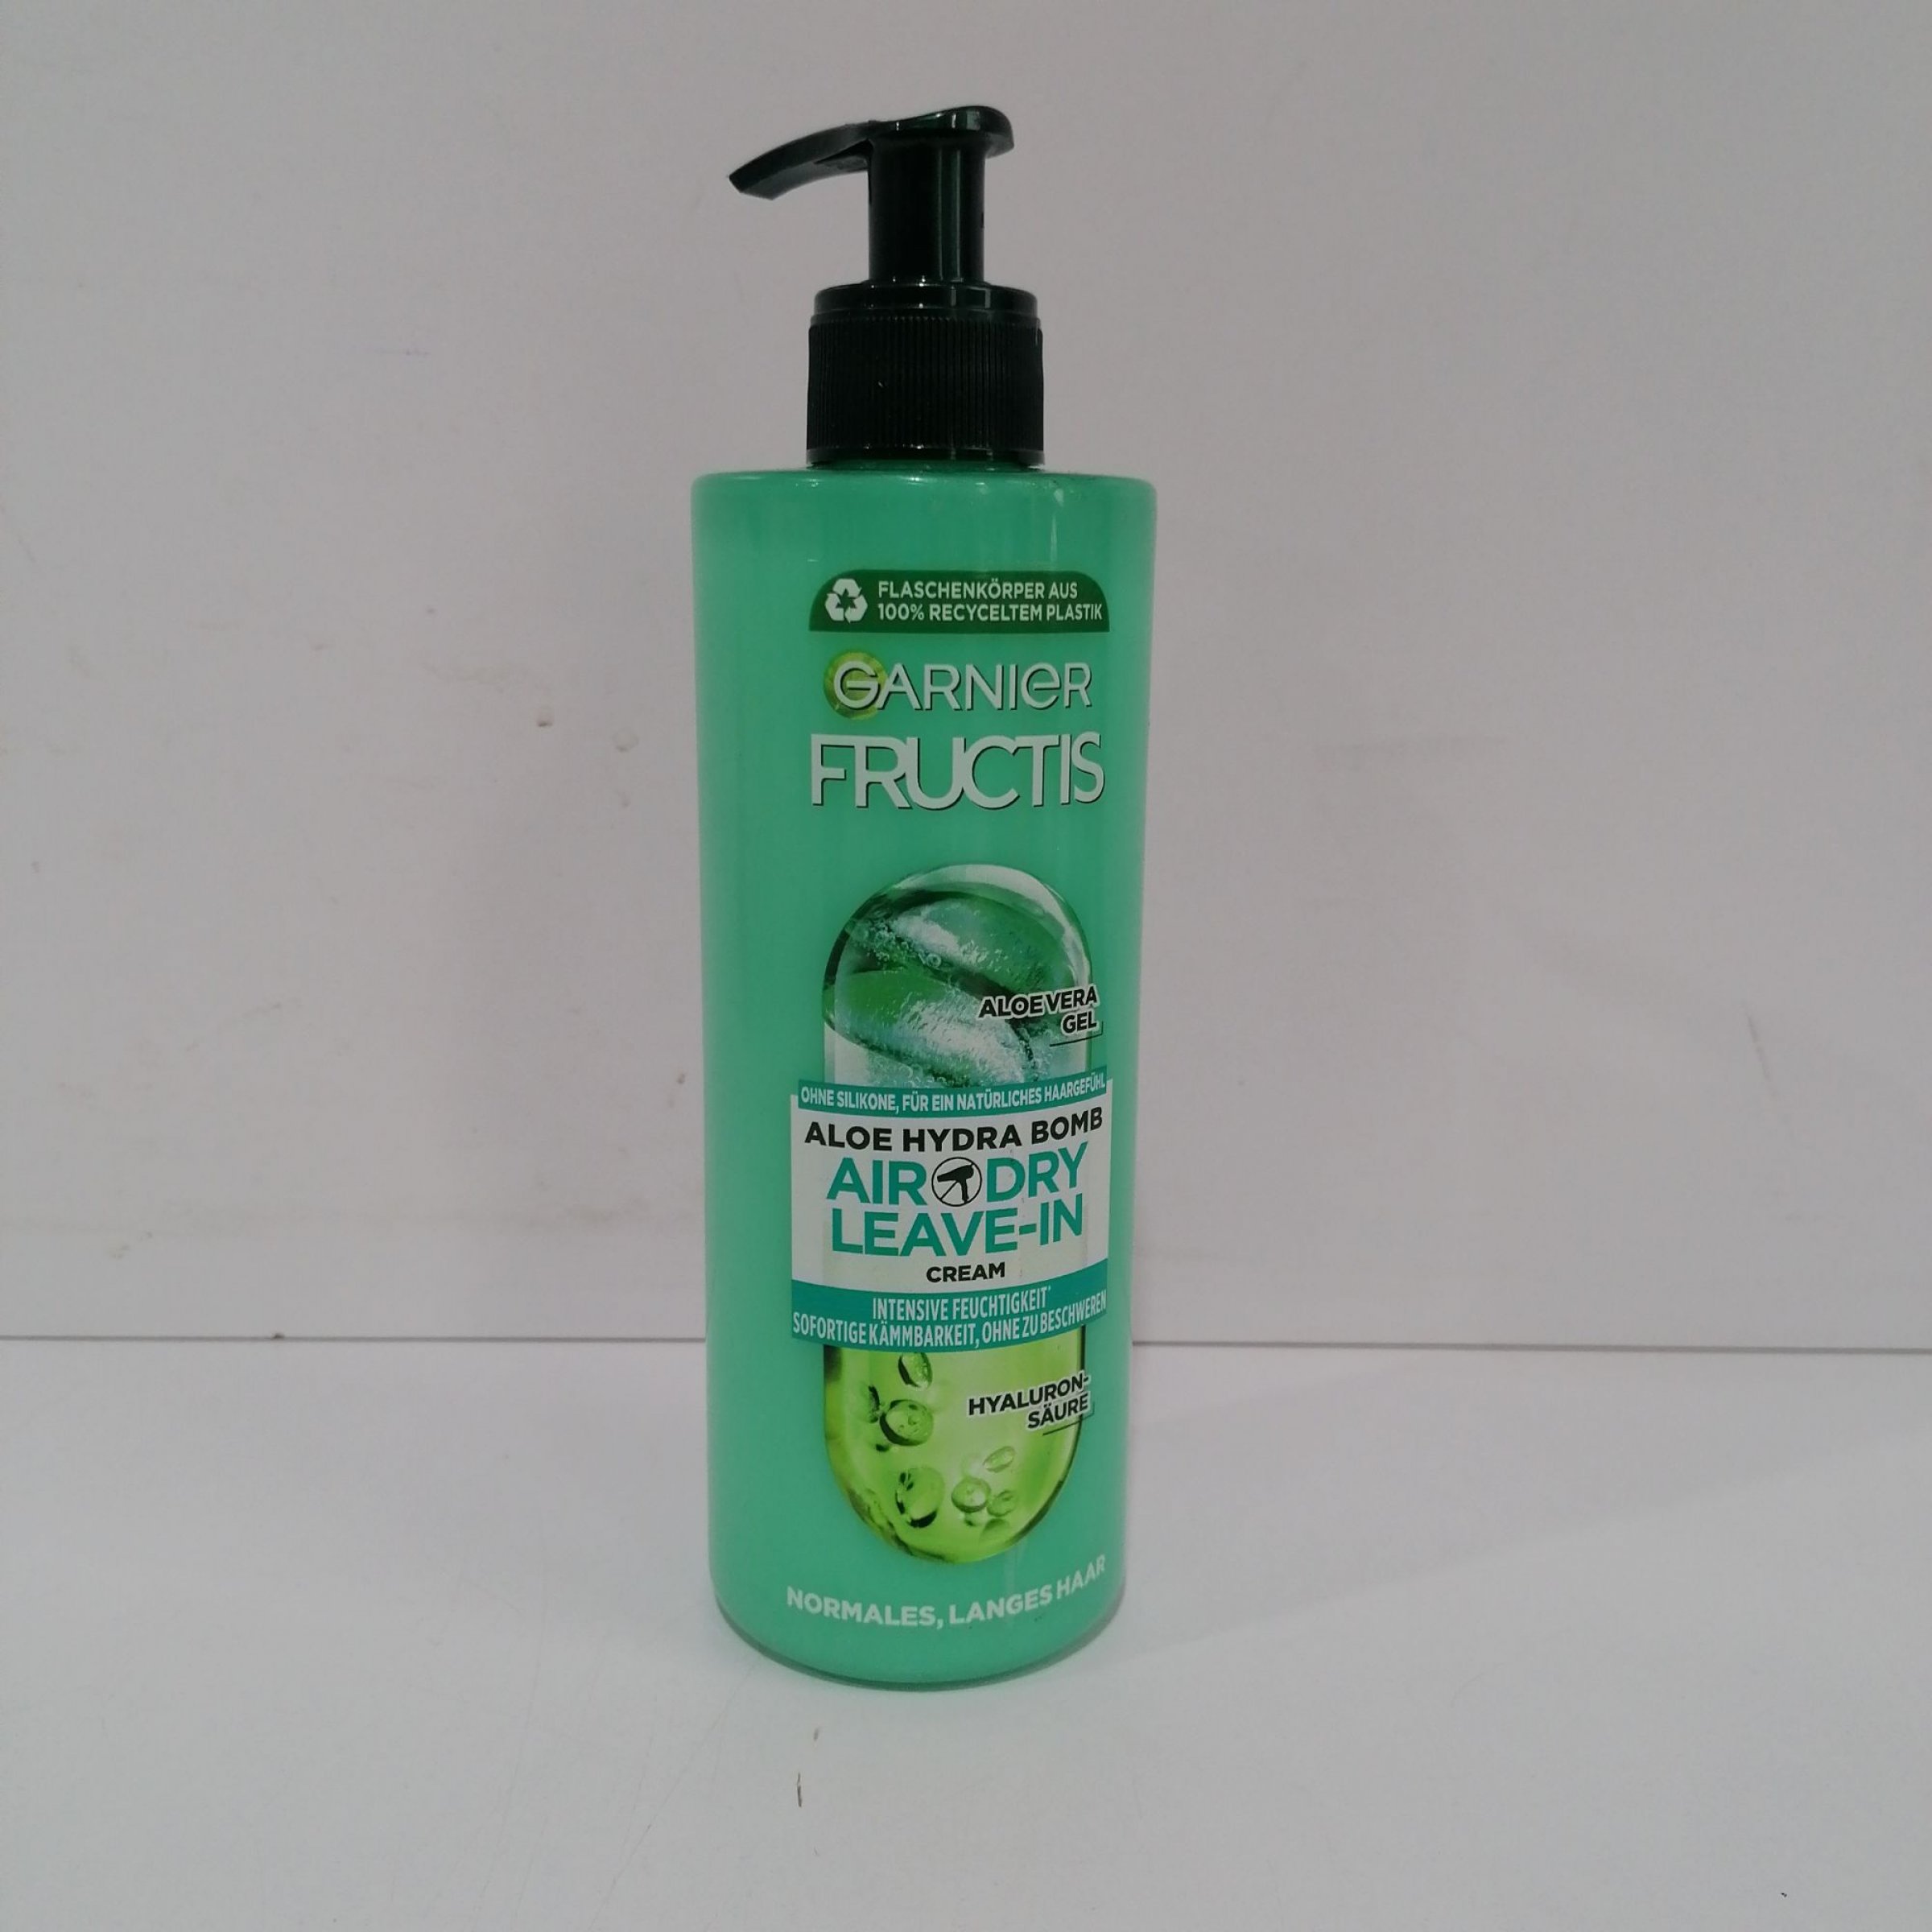 FLASCHENKÖRPER AUS
100% RECYCELTEM PLASTIK
GARNIER
FRUCTIS
ALOE VERA
GEL
OHNE SILIKONE, FÜR EIN NATÜRLICHES HAARGEFÜHL
ALOE HYDRA BOMB
AIR DRY
LEAVE-IN
CREAM
INTENSIVE FEUCHTIGKEIT*
SOFORTIGE KÄMMBARKEIT, OHNE ZU BESCHWEREN
HYALURON-
SÄURE
NORMALES, LANGES HAAR